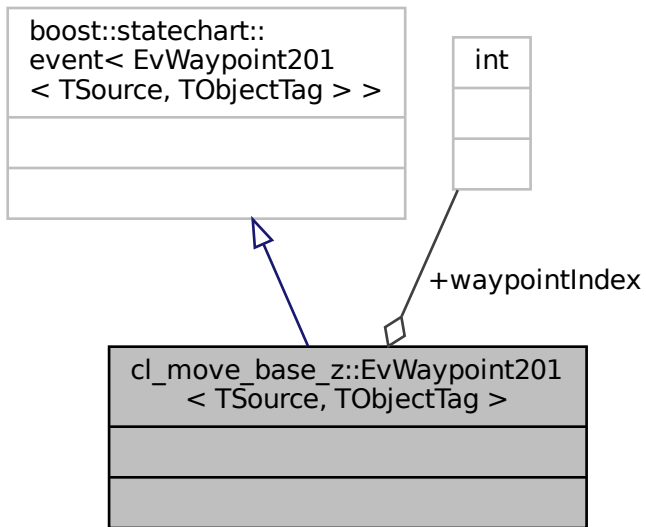 boost::statechart::
event< EvWaypoint201
< TSource, TObjectTag > >
int
+waypointIndex
cl_move_base_z::EvWaypoint201
< TSource, TObjectTag >